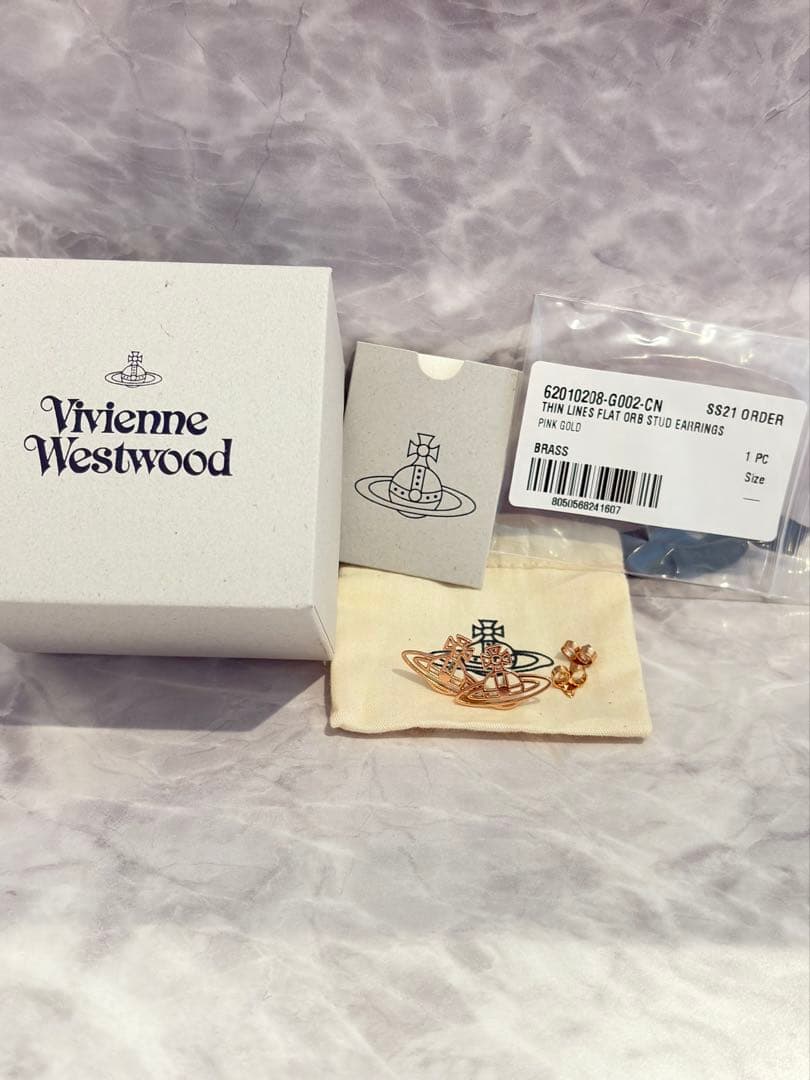 Vivienne
Westwood
62010208-G002-CN
SS21 ORDER
THIN LINES FLAT ORB STUD EARRINGS
PINK GOLD
BRASS
1 PC
Size
8050568241607